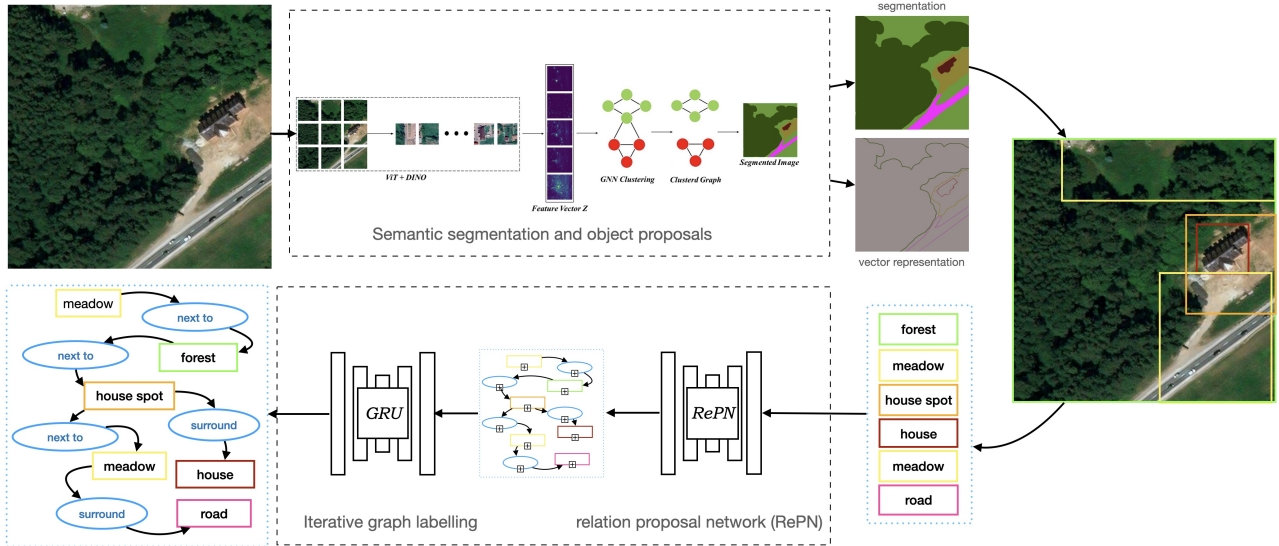 segmentation
ViT + DINO
Feature Vector Z
GNN Clustering
Clusterd Graph
Segmented Image
Semantic segmentation and object proposals
vector representation
meadow
next to
next to
forest
house spot
next to
surround
meadow
house
surround
road
GRU
RePN
Iterative graph labelling
relation proposal network (RePN)
forest
meadow
house spot
house
meadow
road